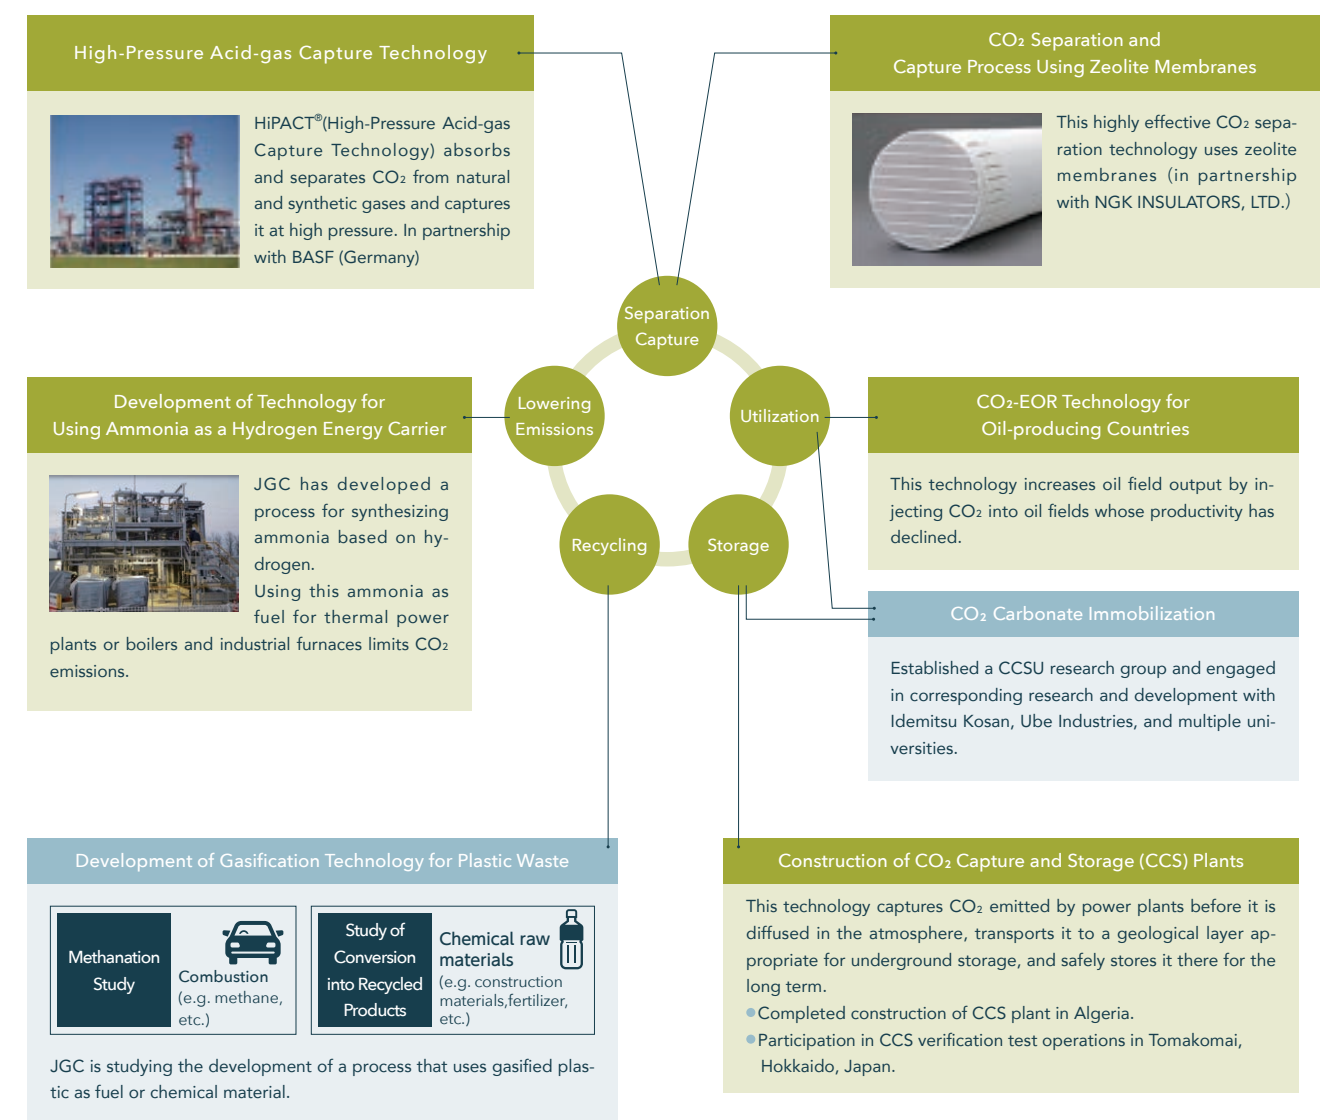 High-Pressure Acid-gas Capture Technology
HiPACT®(High-Pressure Acid-gas
Capture Technology) absorbs
and separates CO₂ from natural
and synthetic gases and captures
it at high pressure. In partnership
with BASF (Germany)
CO₂ Separation and
Capture Process Using Zeolite Membranes
This highly effective CO₂ sepa-
ration technology uses zeolite
membranes (in partnership
with NGK INSULATORS, LTD.)
Separation
Capture
Lowering
Emissions
Utilization
Recycling
Storage
Development of Technology for
Using Ammonia as a Hydrogen Energy Carrier
JGC has developed a
process for synthesizing
ammonia based on hy-
drogen.
Using this ammonia as
fuel for thermal power
plants or boilers and industrial furnaces limits CO₂
emissions.
CO₂-EOR Technology for
Oil-producing Countries
This technology increases oil field output by in-
jecting CO₂ into oil fields whose productivity has
declined.
CO₂ Carbonate Immobilization
Established a CCSU research group and engaged
in corresponding research and development with
Idemitsu Kosan, Ube Industries, and multiple uni-
versities.
Development of Gasification Technology for Plastic Waste
Methanation
Study
Combustion
(e.g. methane,
etc.)
Study of
Conversion
into Recycled
Products
Chemical raw
materials
(e.g. construction
materials,fertilizer,
etc.)
JGC is studying the development of a process that uses gasified plas-
tic as fuel or chemical material.
Construction of CO₂ Capture and Storage (CCS) Plants
This technology captures CO₂ emitted by power plants before it is
diffused in the atmosphere, transports it to a geological layer ap-
propriate for underground storage, and safely stores it there for the
long term.
●Completed construction of CCS plant in Algeria.
●Participation in CCS verification test operations in Tomakomai,
Hokkaido, Japan.